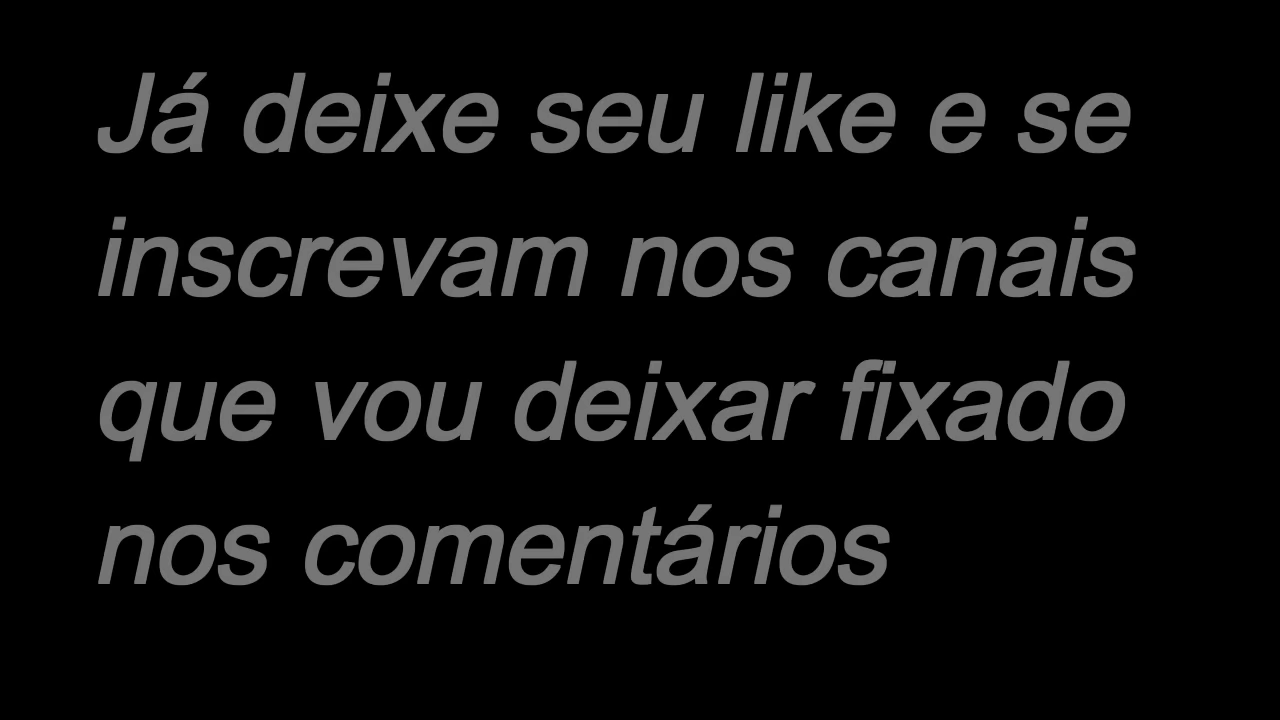 Já deixe seu like e se
inscrevam nos canais
que vou deixar fixado
nos comentários